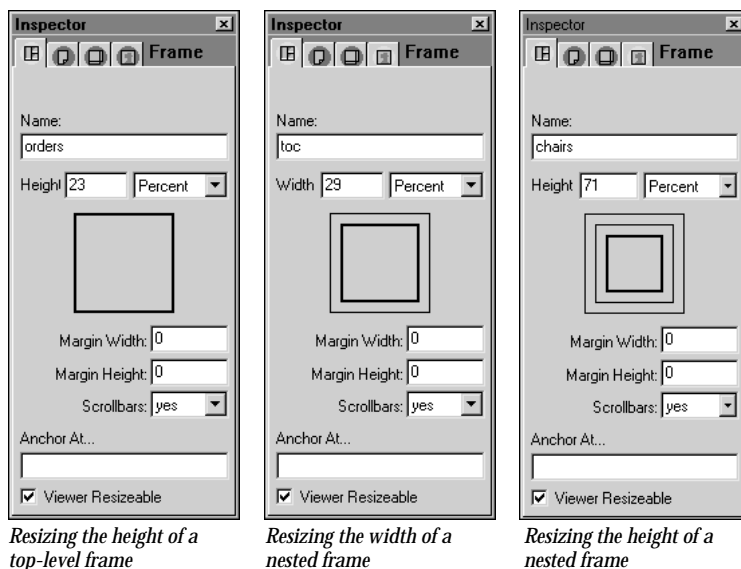 Inspector
Frame
Name:
orders
Height 23 Percent
Margin Width: 0
Margin Height: 0
Scrollbars: yes
Anchor At...
Viewer Resizeable
Resizing the height of a
top-level frame
Inspector
Frame
Name:
toc
Width 29 Percent
Margin Width: 0
Margin Height: 0
Scrollbars: yes
Anchor At...
Viewer Resizeable
Resizing the width of a
nested frame
Inspector
Frame
Name:
chairs
Height 71 Percent
Margin Width: 0
Margin Height: 0
Scrollbars: yes
Anchor At...
Viewer Resizeable
Resizing the height of a
nested frame